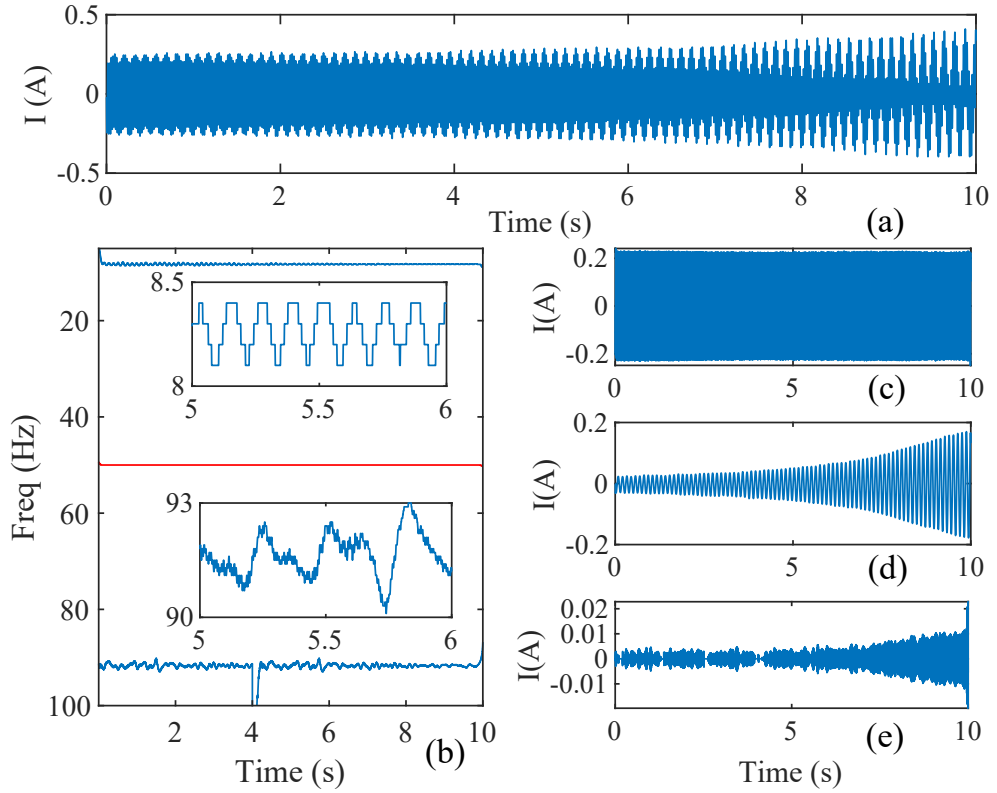 0.5
0
-0.5
I (A)
0 2 4 6 8 10
Time (s)
(a)
20
40
60
80
100
Freq (Hz)
8.5
8
5 5.5 6
93
90
5 5.5 6
2 4 6 8 10
Time (s)
(b)
0.2
0
-0.2
I(A)
0 5 10
(c)
0.2
0
-0.2
I(A)
0 5 10
(d)
0.02
0.01
0
-0.01
I(A)
0 5 10
Time (s)
(e)